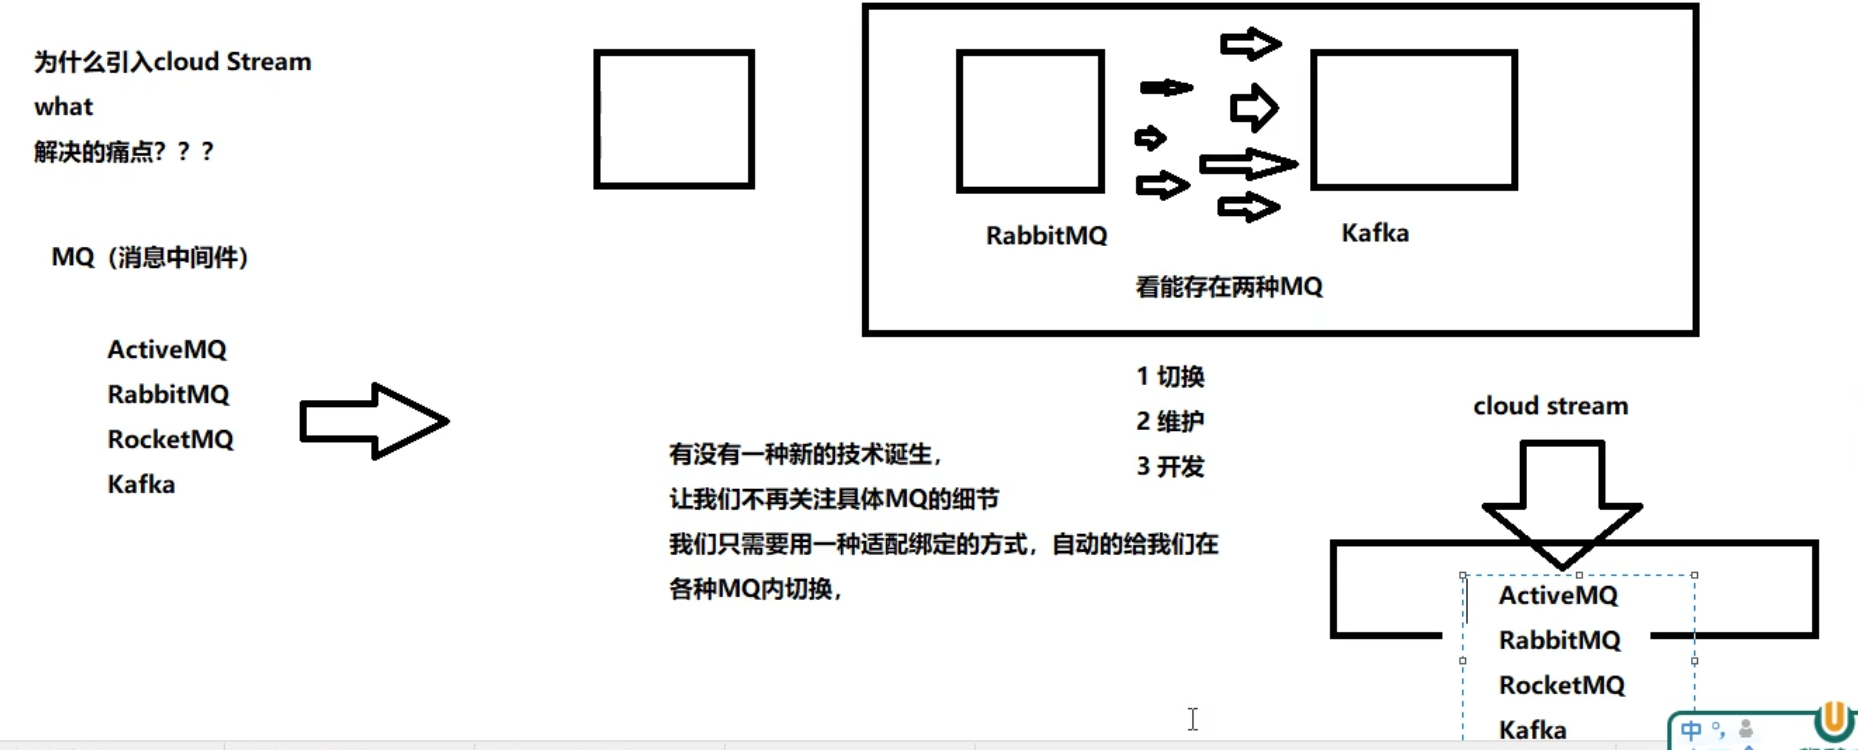 为什么引入cloud Stream
what
解决的痛点？？？
MQ（消息中间件）
ActiveMQ
RabbitMQ
RocketMQ
Kafka
RabbitMQ
Kafka
看能存在两种MQ
1 切换
2 维护
3 开发
有没有一种新的技术诞生，
让我们不再关注具体MQ的细节
我们只需要用一种适配绑定的方式，自动的给我们在
各种MQ内切换，
cloud stream
ActiveMQ
RabbitMQ
RocketMQ
Kafka
中